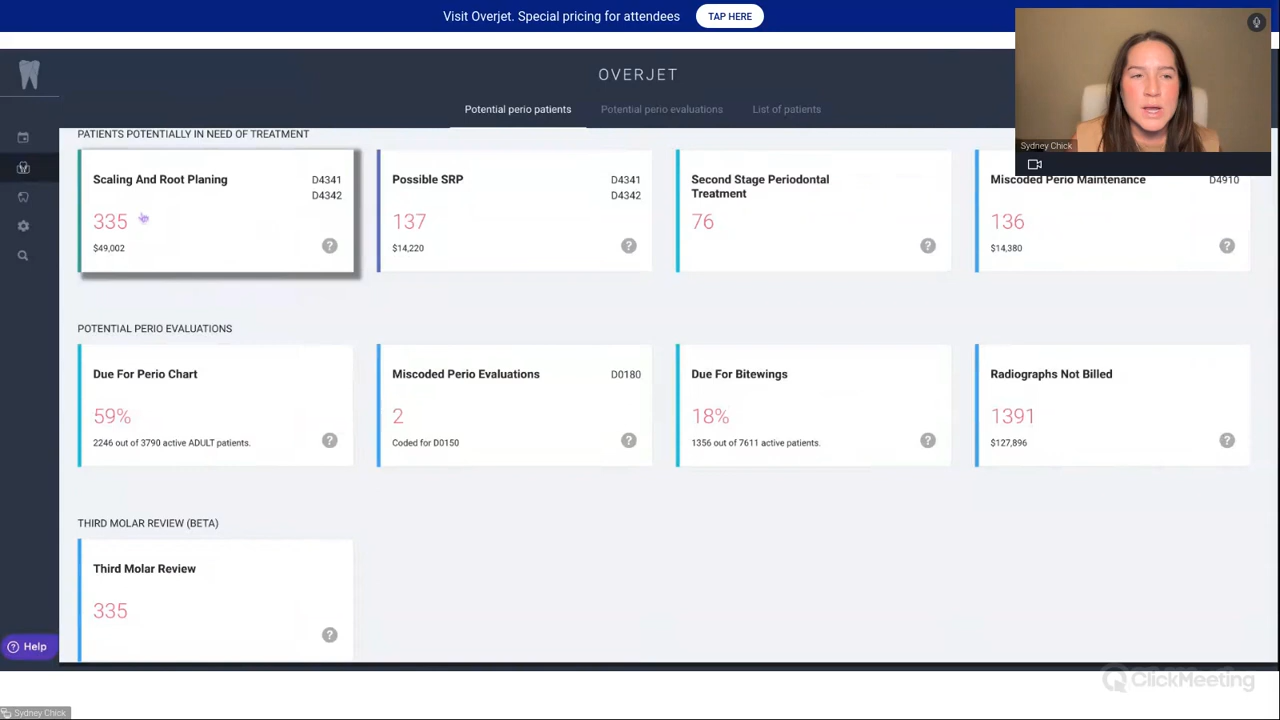 Visit Overjet. Special pricing for attendees
TAP HERE
OVERJET
Potential perio patients
Potential perio evaluations
List of patients
Sydney Chick
PATIENTS POTENTIALLY IN NEED OF TREATMENT
Scaling And Root Planing
D4341
D4342
335
$49,002
?
Possible SRP
D4341
D4342
137
$14,220
?
Second Stage Periodontal
Treatment
76
?
Miscoded Perio Maintenance
D4910
136
$14,380
?
POTENTIAL PERIO EVALUATIONS
Due For Perio Chart
59%
2246 out of 3790 active ADULT patients.
?
Miscoded Perio Evaluations
D0180
2
Coded for D0150
?
Due For Bitewings
18%
1356 out of 7611 active patients.
?
Radiographs Not Billed
1391
$127,896
?
THIRD MOLAR REVIEW (BETA)
Third Molar Review
335
?
? Help
ClickMeeting
Sydney Chick